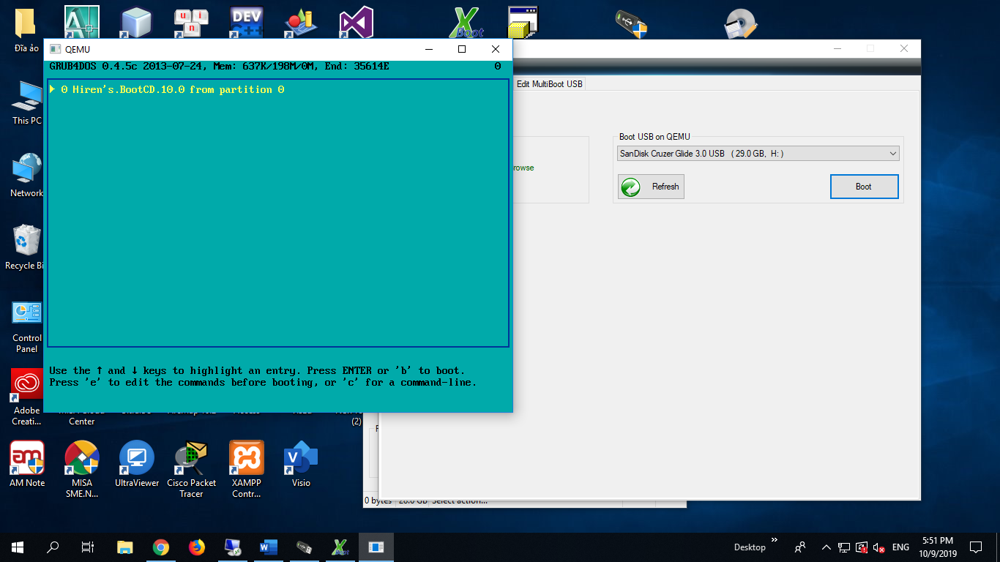 QEMU
GRUB4DOS 0.4.5c 2013-07-24, Mem: 637K/198M/0M, End: 35614E 0
0 Hiren's.BootCD.10.0 from partition 0
Use the ↑ and ↓ keys to highlight an entry. Press ENTER or 'b' to boot.
Press 'e' to edit the commands before booting, or 'c' for a command-line.
Edit MultiBoot USB
Boot USB on QEMU
SanDisk Cruzer Glide 3.0 USB ( 29.0 GB, H: )
rowse
Refresh
Boot
Đĩa ảo
u i
n
DEV
Boot
This PC
Network
Recycle Bi
Control
Panel
Adobe
Creati...
Center
(2)
am
AM Note
MISA
SME.N...
UltraViewer
Cisco Packet
Tracer
XAMPP
Contr...
V
Visio
0 bytes
Select action...
Desktop
ENG
5:51 PM
10/9/2019